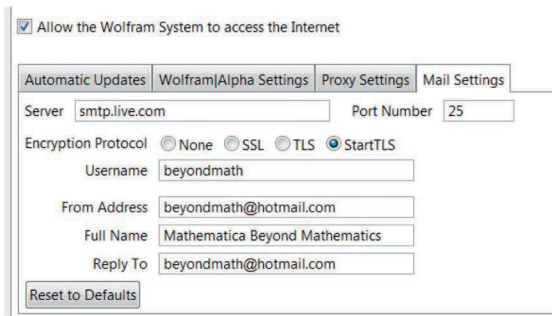 Allow the Wolfram System to access the Internet
Automatic Updates Wolfram|Alpha Settings Proxy Settings Mail Settings
Server smtp.live.com Port Number 25
Encryption Protocol None SSL TLS StartTLS
Username beyondmath
From Address beyondmath@hotmail.com
Full Name Mathematica Beyond Mathematics
Reply To beyondmath@hotmail.com
Reset to Defaults